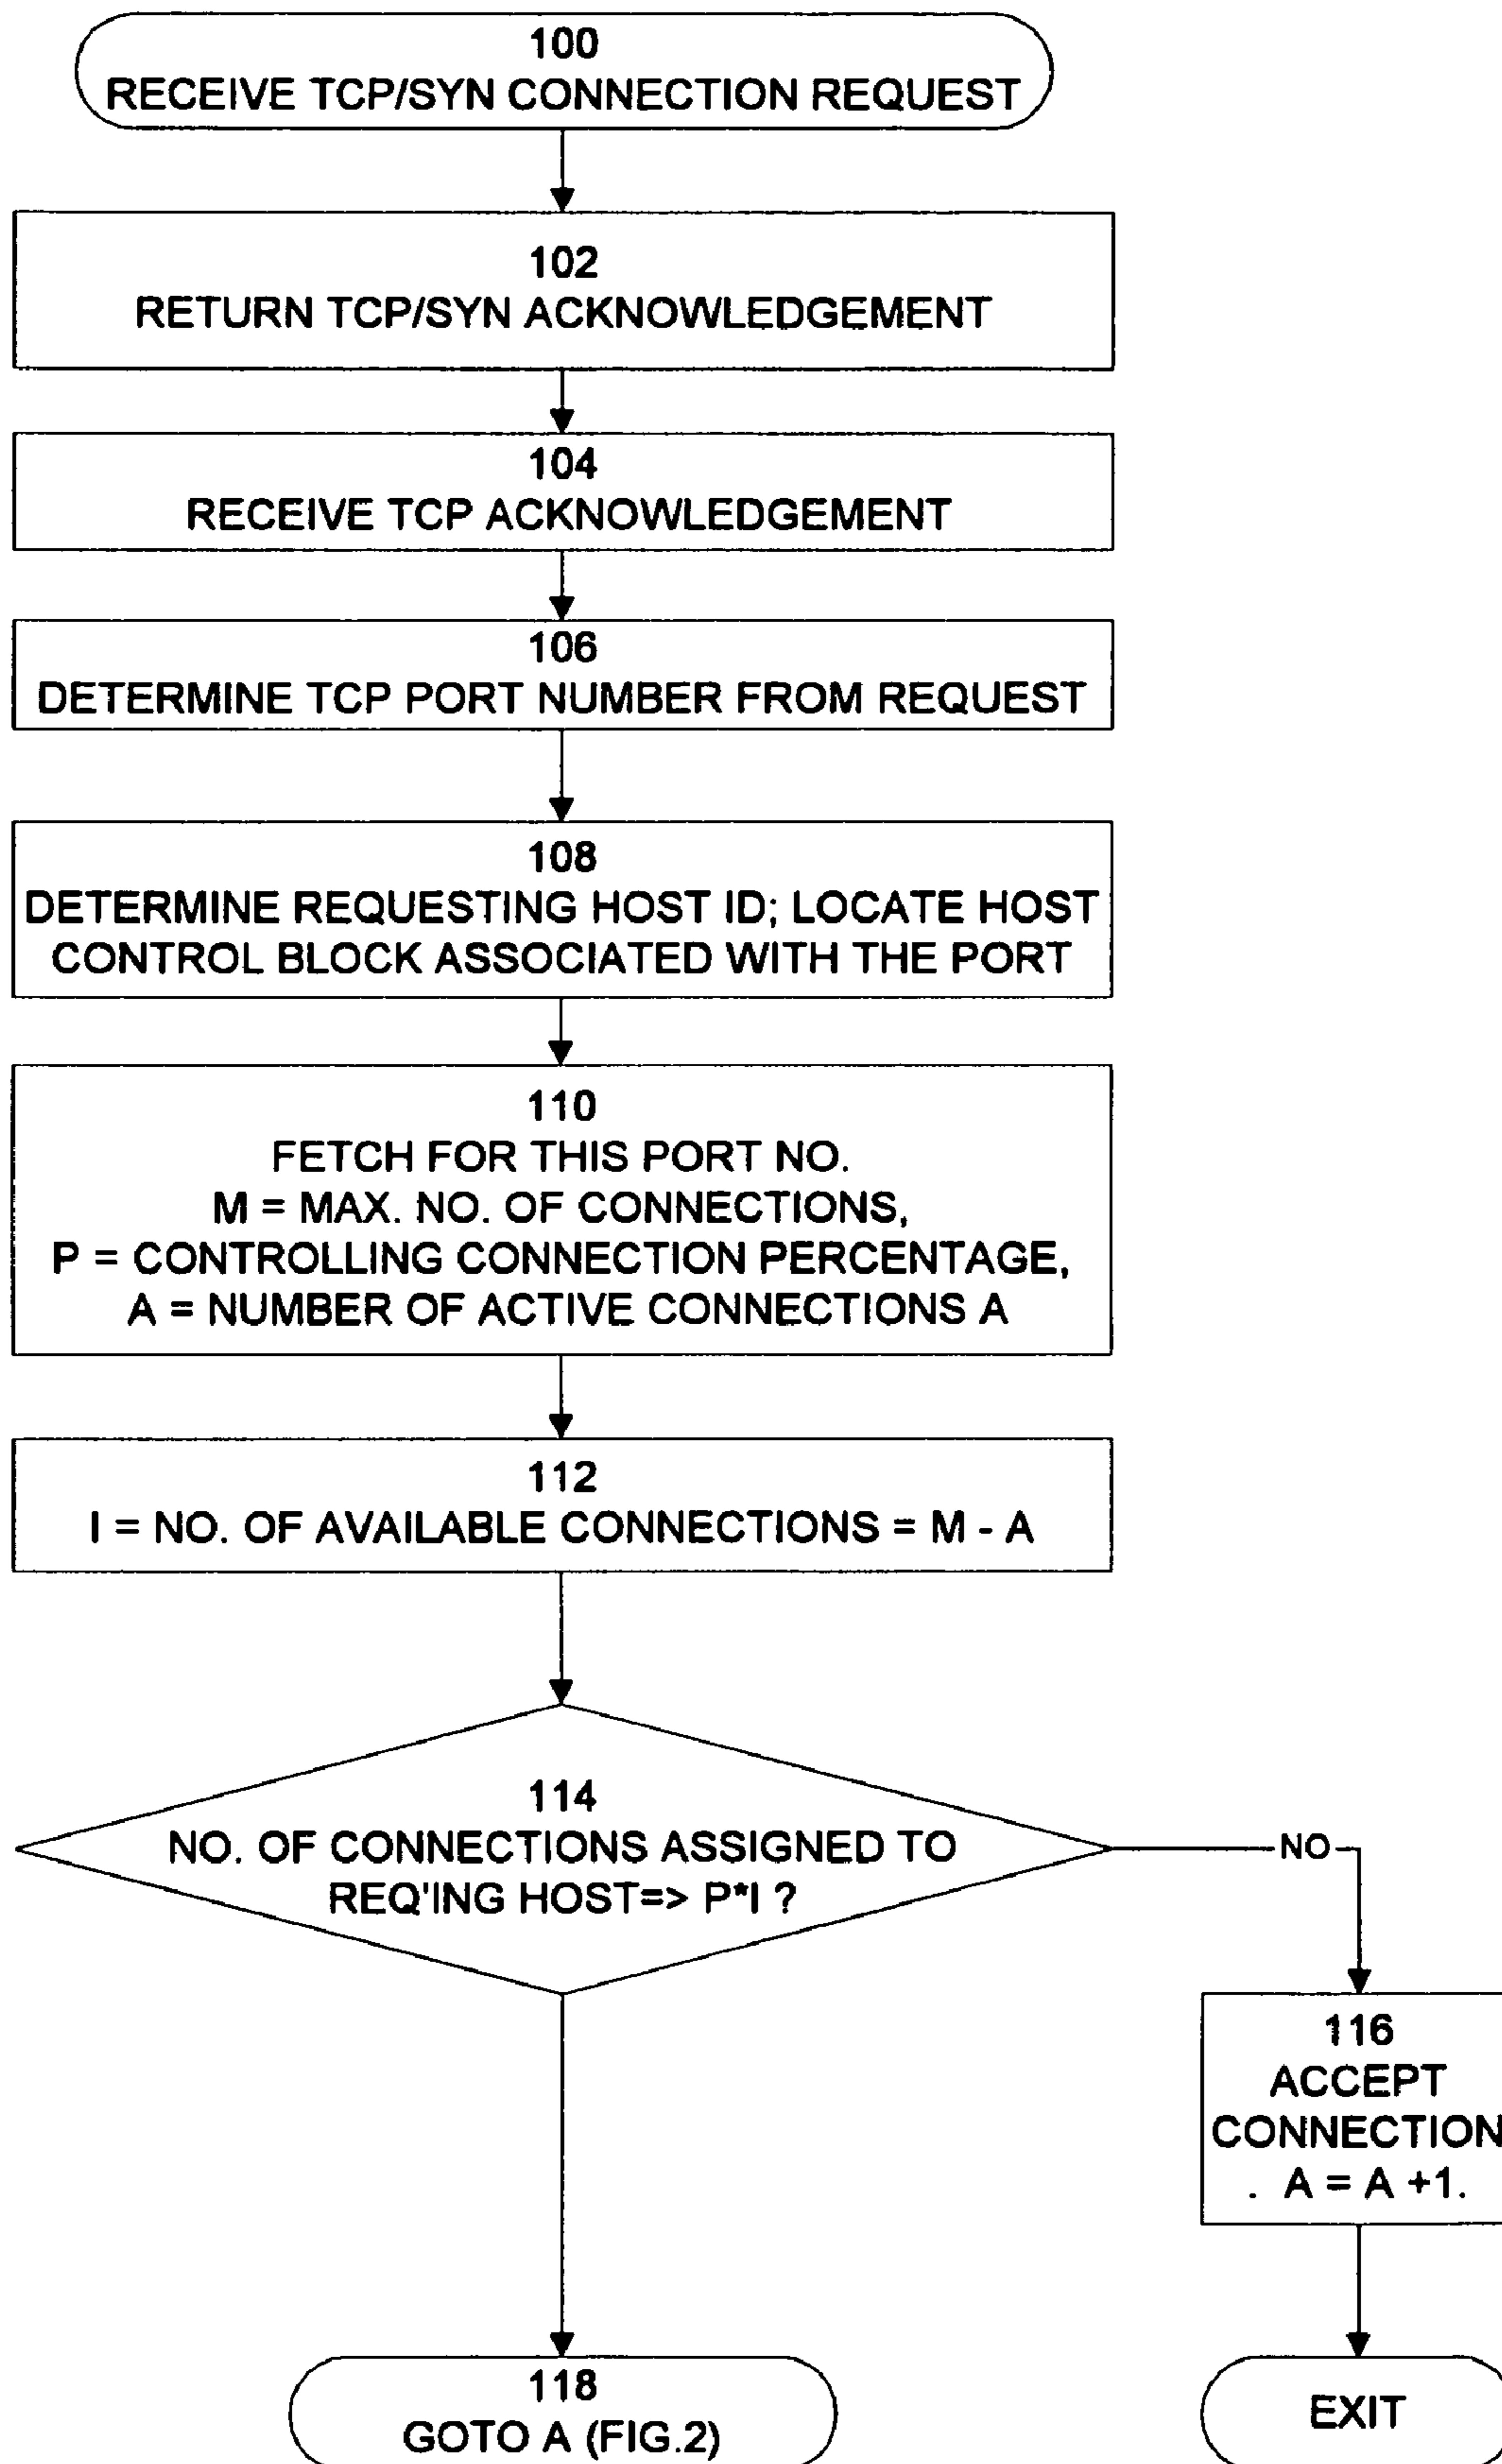 100
RECEIVE TCP/SYN CONNECTION REQUEST
102
RETURN TCP/SYN ACKNOWLEDGEMENT
104
RECEIVE TCP ACKNOWLEDGEMENT
106
DETERMINE TCP PORT NUMBER FROM REQUEST
108
DETERMINE REQUESTING HOST ID; LOCATE HOST
CONTROL BLOCK ASSOCIATED WITH THE PORT
110
FETCH FOR THIS PORT NO.
M = MAX. NO. OF CONNECTIONS,
P = CONTROLLING CONNECTION PERCENTAGE,
A = NUMBER OF ACTIVE CONNECTIONS A
112
I = NO. OF AVAILABLE CONNECTIONS = M - A
114
NO. OF CONNECTIONS ASSIGNED TO
REQ'ING HOST=> P*I ?
NO
116
ACCEPT
CONNECTION
. A = A +1.
118
GOTO A (FIG.2)
EXIT